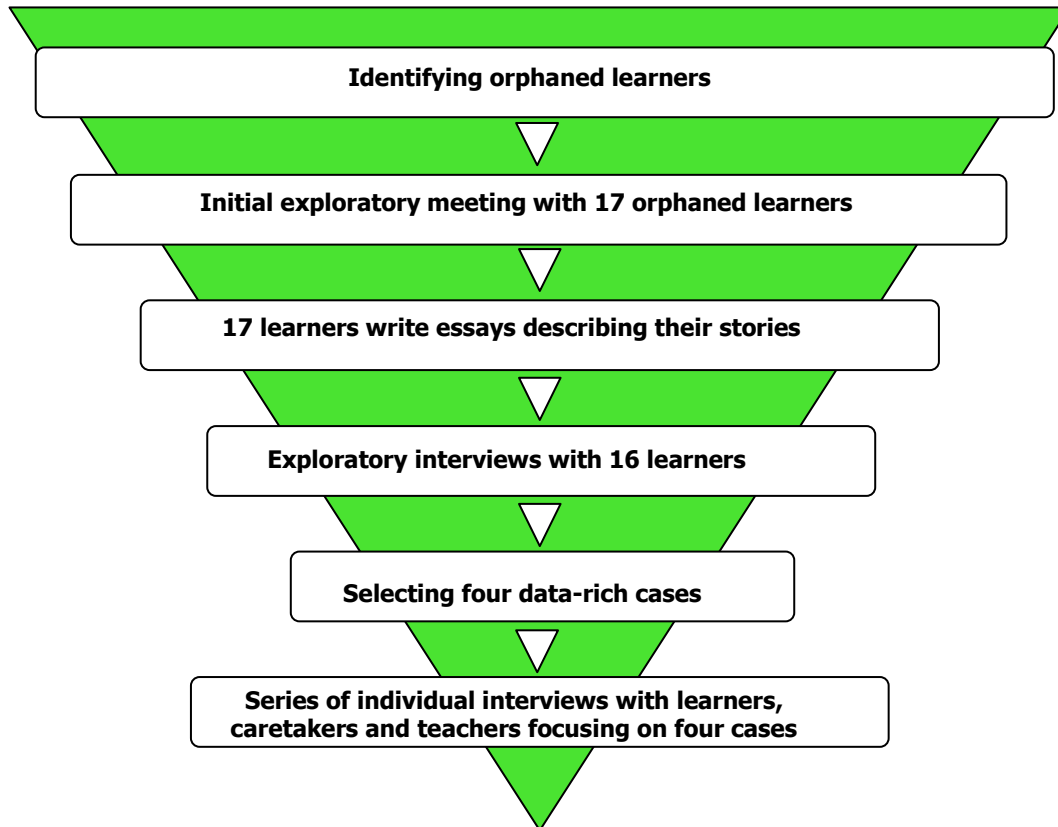 Identifying orphaned learners
Initial exploratory meeting with 17 orphaned learners
17 learners write essays describing their stories
Exploratory interviews with 16 learners
Selecting four data-rich cases
Series of individual interviews with learners,
caretakers and teachers focusing on four cases